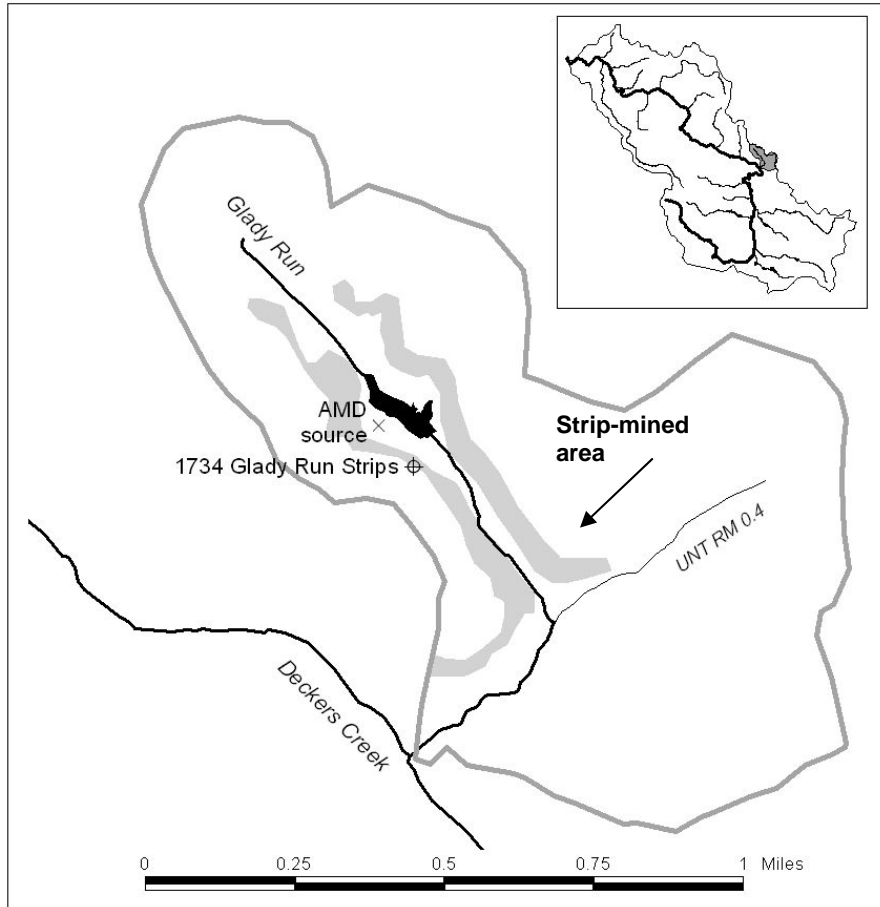 Glady Run
AMD
source
1734 Glady Run Strips
Strip-mined
area
UNT RM 0.4
Deckers Creek
0 0.25 0.5 0.75 1 Miles